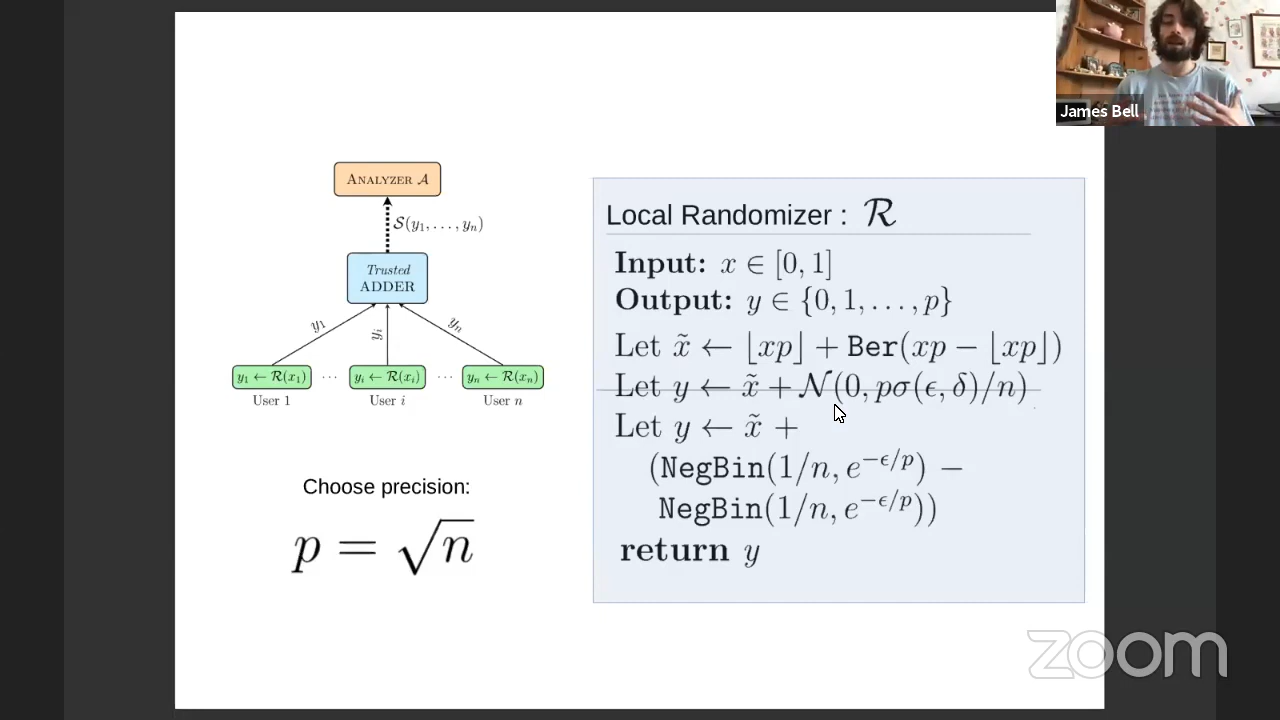 James Bell
ANALYZER 𝒜
𝒮(y₁, …, yₙ)
Trusted
ADDER
y₁
yᵢ
yₙ
y₁ ← ℛ(x₁)
···
yᵢ ← ℛ(xᵢ)
···
yₙ ← ℛ(xₙ)
User 1
User i
User n
Choose precision:
p = √n
Local Randomizer : ℛ
Input: x ∈ [0, 1]
Output: y ∈ {0, 1, …, p}
Let x̃ ← ⌊xp⌋ + Ber(xp − ⌊xp⌋)
Let y ← x̃ + 𝒩(0, pσ(ϵ, δ)/n)
Let y ← x̃ +
(NegBin(1/n, e^{−ϵ/p}) −
NegBin(1/n, e^{−ϵ/p}))
return y
zoom